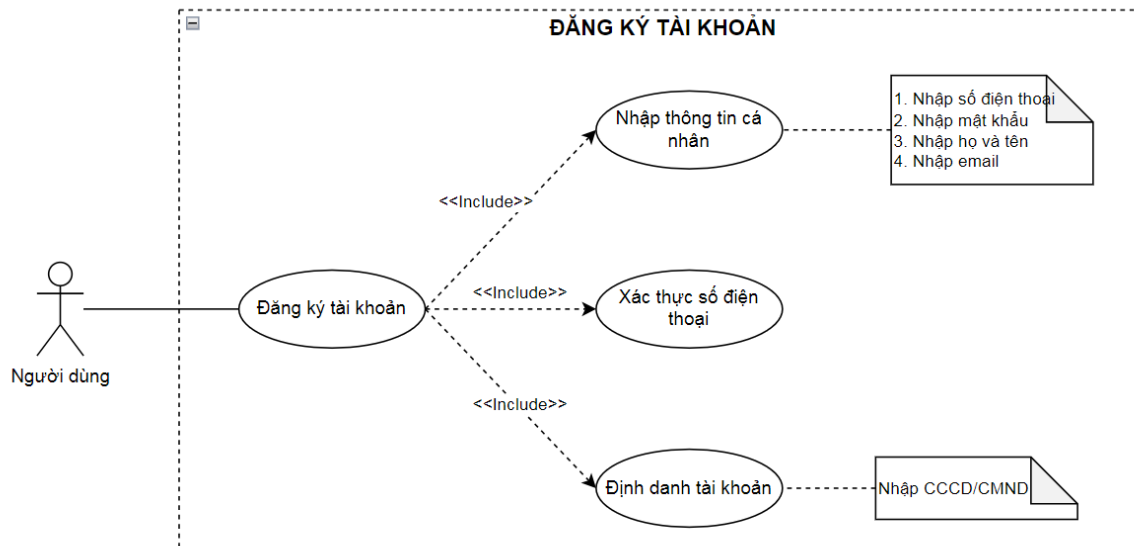 ĐĂNG KÝ TÀI KHOẢN
Nhập thông tin cá
nhân
1. Nhập số điện thoại
2. Nhập mật khẩu
3. Nhập họ và tên
4. Nhập email
<<Include>>
Đăng ký tài khoản
<<Include>>
Xác thực số điện
thoại
Người dùng
<<Include>>
Định danh tài khoản
Nhập CCCD/CMND